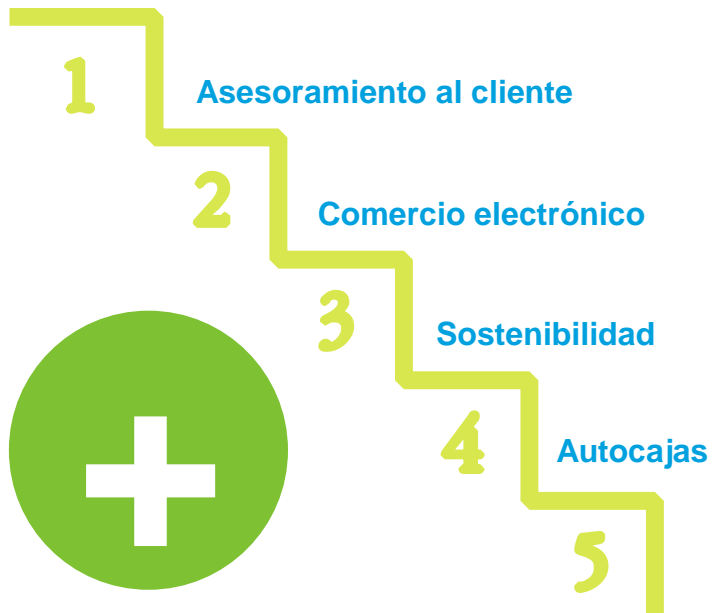 1
Asesoramiento al cliente
2
Comercio electrónico
3
Sostenibilidad
4
Autocajas
5